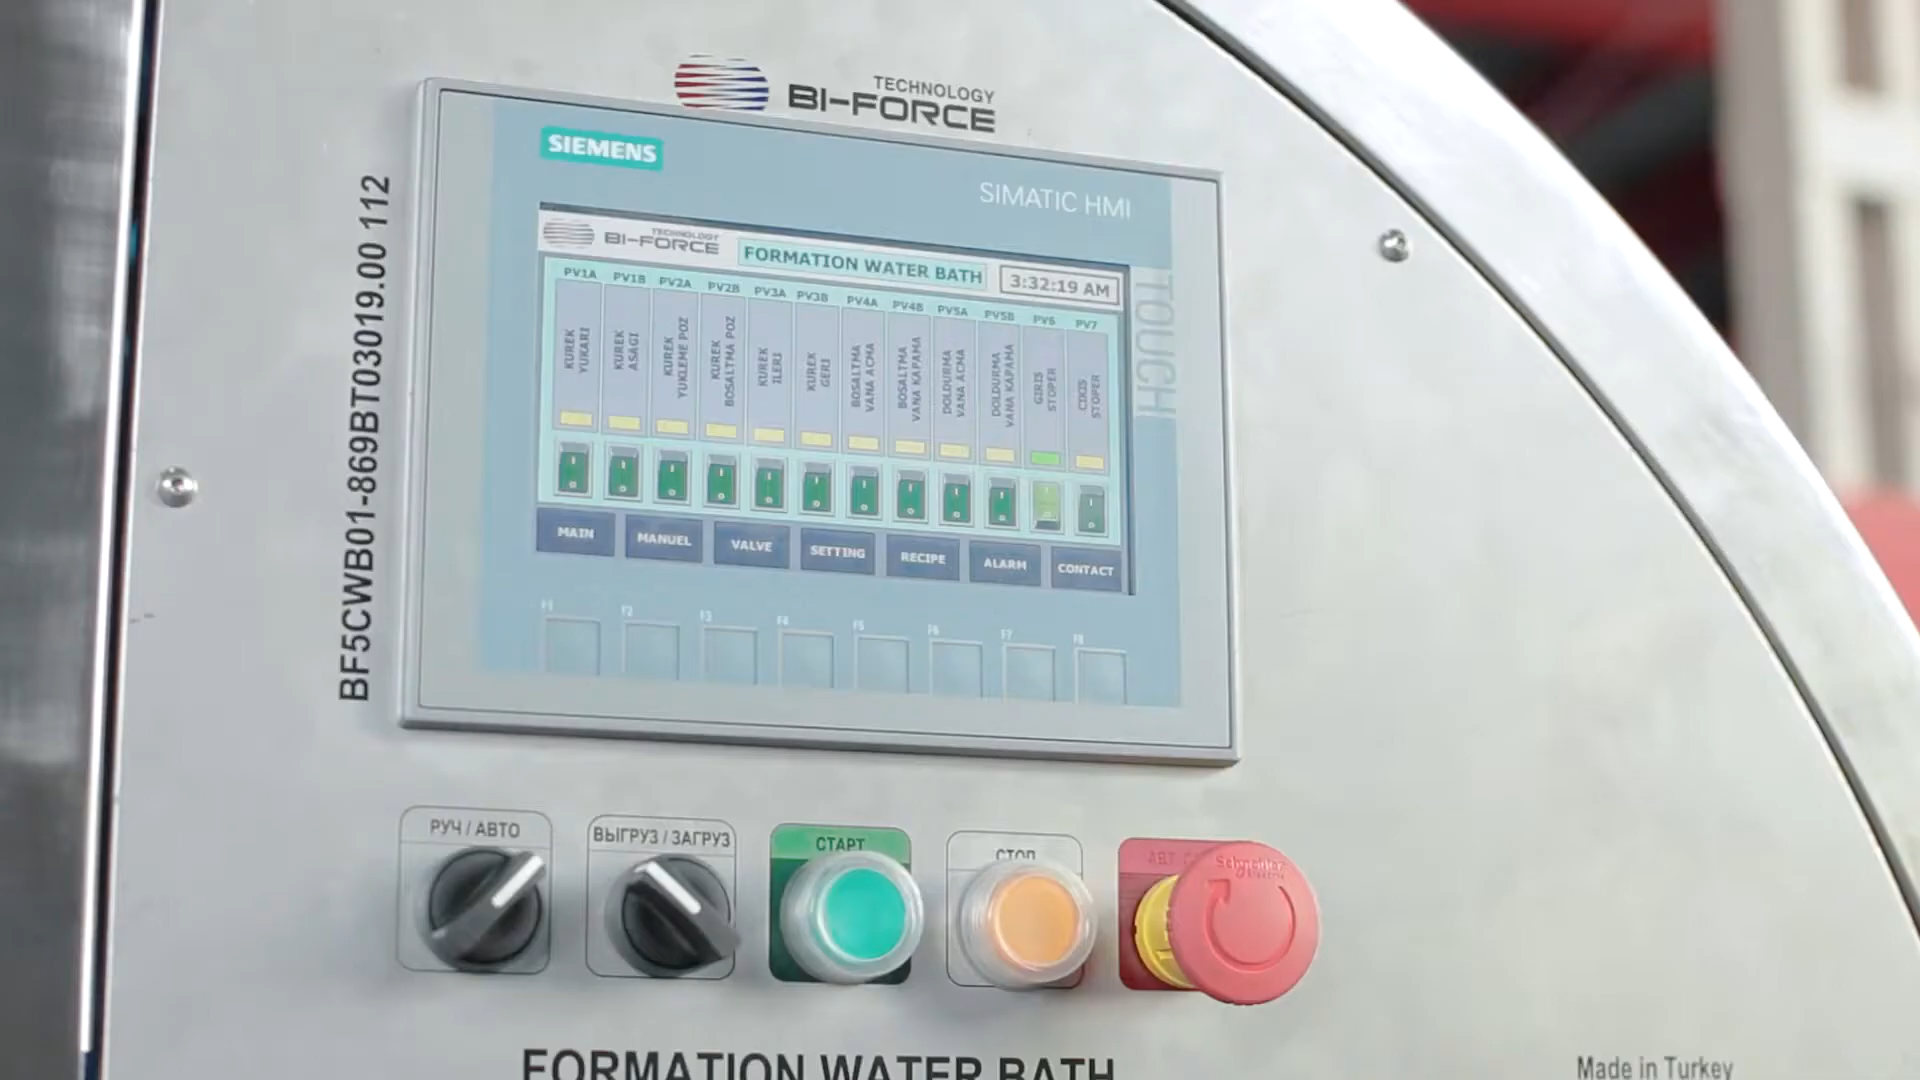 TECHNOLOGY
BI-FORCE
SIEMENS
SIMATIC HMI
TOUCH
BF5CWB01-869BT03019.00 112
TECHNOLOGY
BI-FORCE
FORMATION WATER BATH
3:32:19 AM
PV1A PV1B PV2A PV2B PV3A PV3B PV4A PV4B PV5A PV5B PV6 PV7
KUREK
YUKARI
KUREK
ASAGI
KUREK
YUKLEME POZ
KUREK
BOSALTMA POZ
KUREK
ILERI
KUREK
GERI
BOSALTMA
VANA ACMA
BOSALTMA
VANA KAPAMA
DOLDURMA
VANA ACMA
DOLDURMA
VANA KAPAMA
GIRIS
STOPER
CIKIS
STOPER
MAIN MANUEL VALVE SETTING RECIPE ALARM CONTACT
F1 F2 F3 F4 F5 F6 F7 F8
РУЧ / АВТО
ВЫГРУЗ / ЗАГРУЗ
СТАРТ
СТОП
АВТ
Schneider
Electric
FORMATION WATER BATH
Made in Turkey